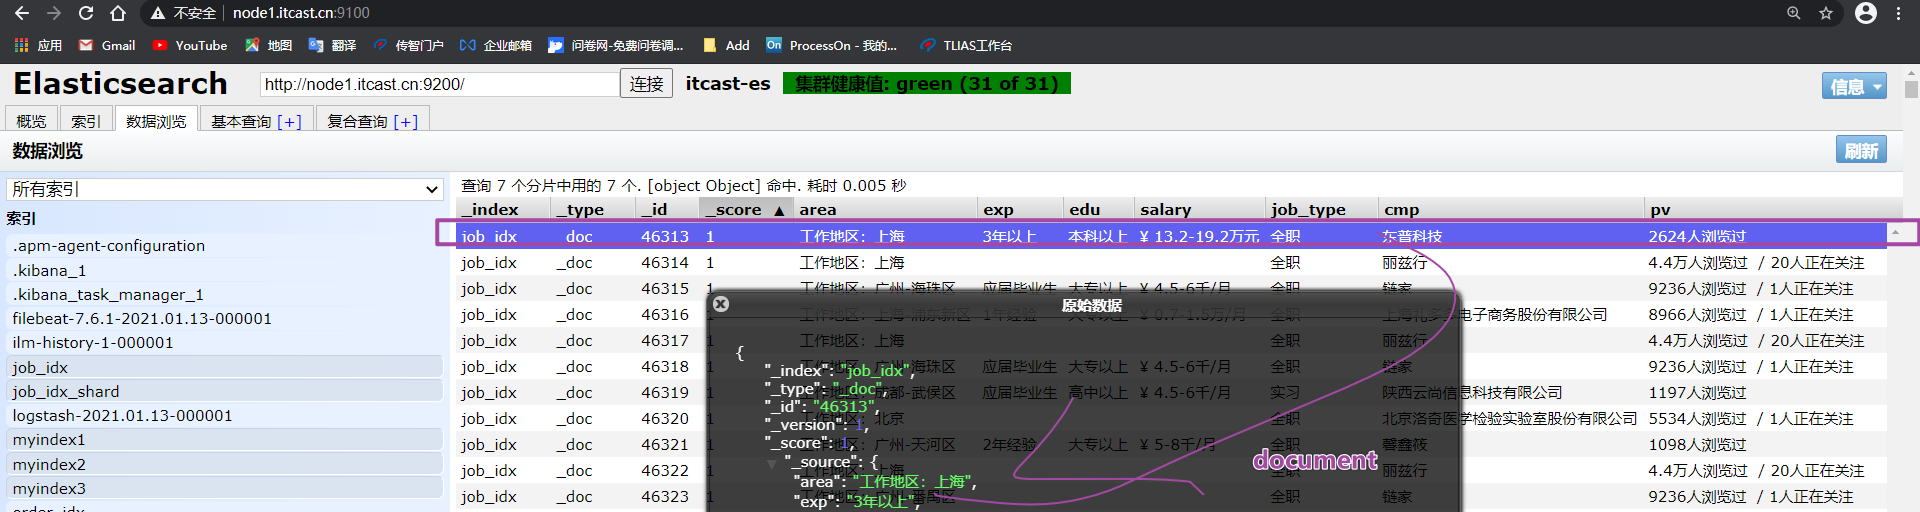 不安全 node1.itcast.cn:9100
应用 Gmail YouTube 地图 翻译 传智门户 企业邮箱 问卷网-免费问卷调... Add ProcessOn - 我的... TLIAS工作台
Elasticsearch http://node1.itcast.cn:9200/ 连接 itcast-es 集群健康值: green (31 of 31) 信息
概览 索引 数据浏览 基本查询 [+] 复合查询 [+]
数据浏览 刷新
所有索引
索引
.apm-agent-configuration
.kibana_1
.kibana_task_manager_1
filebeat-7.6.1-2021.01.13-000001
ilm-history-1-000001
job_idx
job_idx_shard
logstash-2021.01.13-000001
myindex1
myindex2
myindex3
order_idx
查询 7 个分片中用的 7 个. [object Object] 命中. 耗时 0.005 秒
_index _type _id _score ▲ area exp edu salary job_type cmp pv
job_idx _doc 46313 1 工作地区：上海 3年以上 本科以上 ¥ 13.2-19.2万元 全职 东普科技 2624人浏览过
job_idx _doc 46314 1 工作地区：上海 全职 丽兹行 4.4万人浏览过 / 20人正在关注
job_idx _doc 46315 1 工作地区：广州-海珠区 应届毕业生 大专以上 ¥ 4.5-6千/月 全职 链家 9236人浏览过 / 1人正在关注
job_idx _doc 46316 1 工作地区：上海-浦东新区 1年经验 大专以上 ¥ 0.7-1.5万/月 全职 电子商务股份有限公司 8966人浏览过 / 1人正在关注
job_idx _doc 46317 1 工作地区：上海 全职 丽兹行 4.4万人浏览过 / 20人正在关注
job_idx _doc 46318 1 海珠区 应届毕业生 大专以上 ¥ 4.5-6千/月 全职 链家 9236人浏览过 / 1人正在关注
job_idx _doc 46319 1 成都-武侯区 应届毕业生 高中以上 ¥ 4.5-6千/月 实习 陕西云尚信息科技有限公司 1197人浏览过
job_idx _doc 46320 1 工作地区：北京 全职 北京洛奇医学检验实验室股份有限公司 5534人浏览过 / 1人正在关注
job_idx _doc 46321 1 广州-天河区 2年经验 大专以上 ¥ 5-8千/月 全职 馨鑫筱 1098人浏览过
job_idx _doc 46322 1 上海 全职 丽兹行 4.4万人浏览过 / 20人正在关注
job_idx _doc 46323 1 番禺区 全职 链家 9236人浏览过 / 1人正在关注
原始数据
{
"_index": "job_idx",
"_type": "_doc",
"_id": "46313",
"_version": 1,
"_score": 1,
"_source": {
"area": "工作地区：上海",
"exp": "3年以上",
document